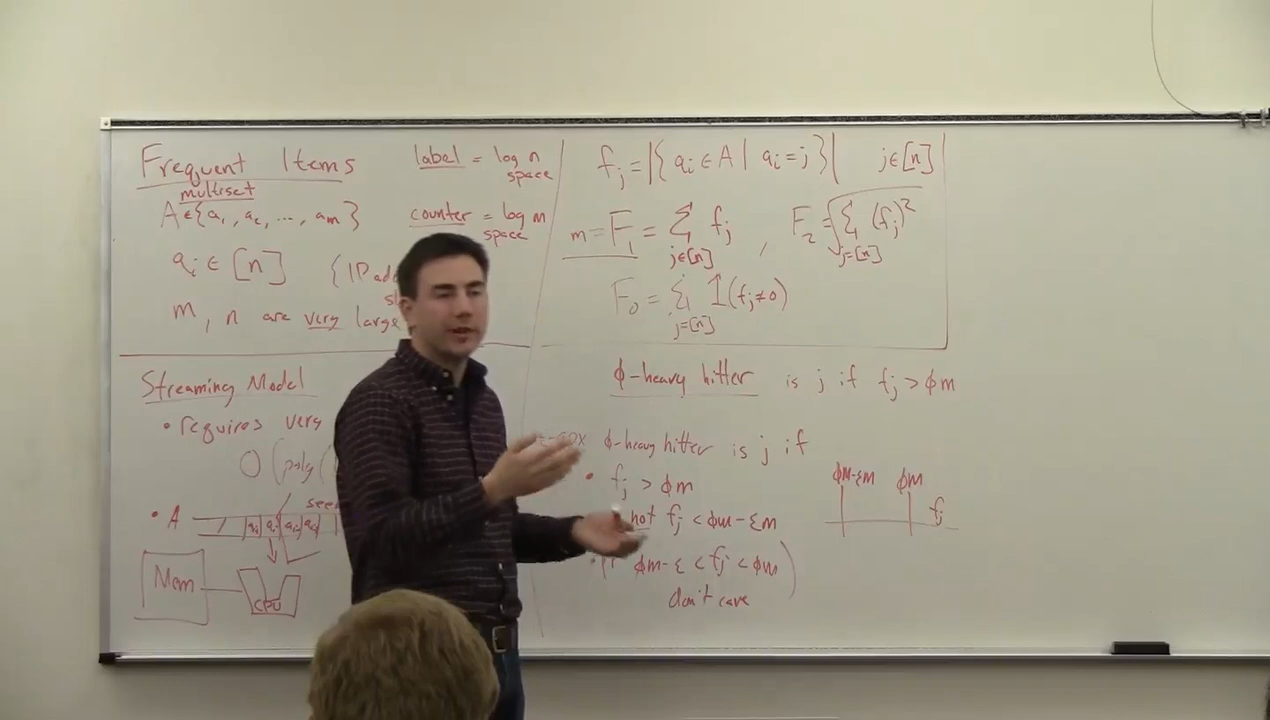 Frequent Items
multiset
A ∈ {a₁, a₂, ..., aₘ}
aᵢ ∈ [n] {IP
m, n are very large
label = log n
space
counter = log m
space
fⱼ = |{aᵢ ∈ A | aᵢ = j}| j ∈ [n]
m = F₁ = Σ fⱼ , F₂ = √Σ (fⱼ)²
j∈[n] j=[n]
F₀ = Σ 1(fⱼ ≠ 0)
j=[n]
Streaming Model
• requires very
O(poly(
• A
Mem
CPU
ϕ-heavy hitter is j if fⱼ > ϕm
ϕ-heavy hitter is j if
• fⱼ > ϕm
not fⱼ < ϕm-εm
ϕm-ε < fⱼ < ϕm)
don't care
ϕm-εm ϕm
fⱼ